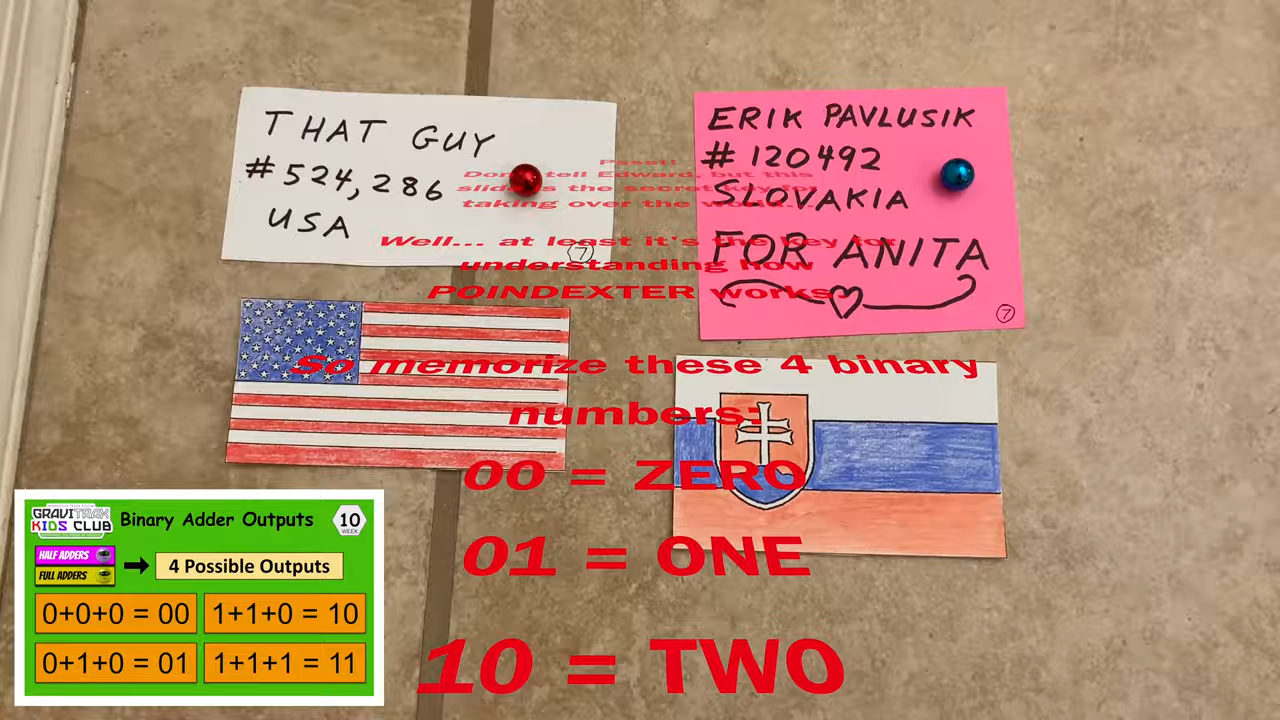 THAT GUY
#524,286
USA
7
ERIK PAVLUSIK
# 120492
SLOVAKIA
FOR ANITA
7
Pssst!
Don't tell Edward, but this
slide is the secret key for
taking over the world...
Well... at least it's the key for
understanding how
POINDEXTER works.
So memorize these 4 binary
numbers:
00 = ZERO
01 = ONE
10 = TWO
GRAVITRAX
KIDS CLUB
Binary Adder Outputs
10
WEEK
HALF ADDERS
FULL ADDERS
4 Possible Outputs
0+0+0 = 00
1+1+0 = 10
0+1+0 = 01
1+1+1 = 11